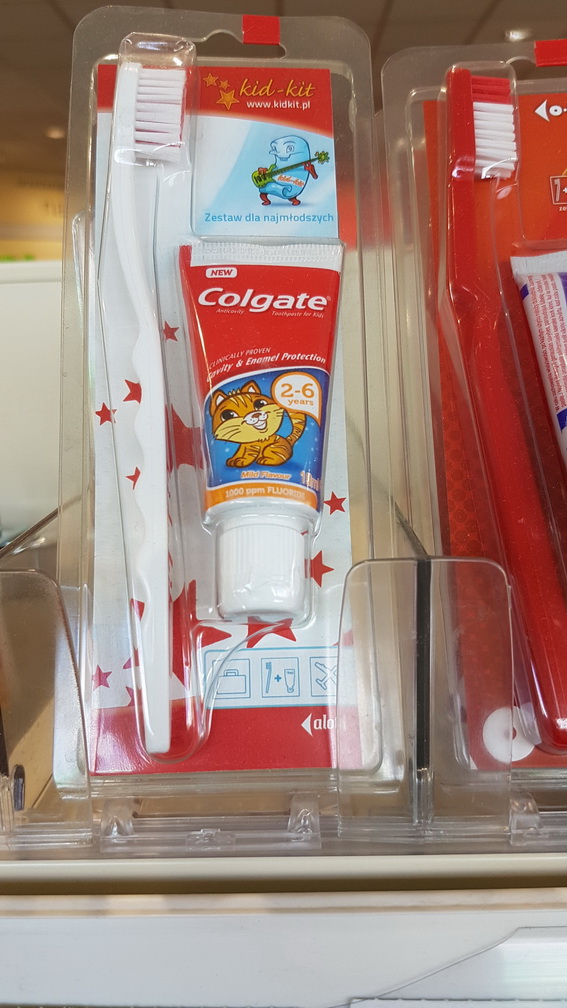 kid-kit
www.kidkit.pl
Zestaw dla najmłodszych
NEW
Colgate
Anticavity Toothpaste for Kids
CLINICALLY PROVEN
Cavity & Enamel Protection
2-6
years
Mild Flavour
1000 ppm FLUORIDE